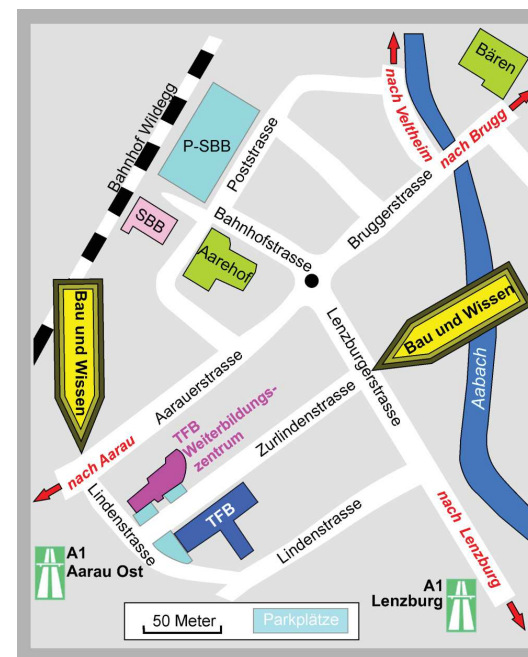 Bären
nach Veltheim
nach Brugg
Bahnhof Wildegg
P-SBB
Poststrasse
SBB
Bahnhofstrasse
Bruggerstrasse
Aarehof
Bau und Wissen
Bau und Wissen
Lenzburgerstrasse
Aabach
Aarauerstrasse
TFB
Weiterbildungs-
zentrum
Zurlindenstrasse
nach Aarau
Lindenstrasse
TFB
Lindenstrasse
nach Lenzburg
A1
Aarau Ost
A1
Lenzburg
50 Meter
Parkplätze